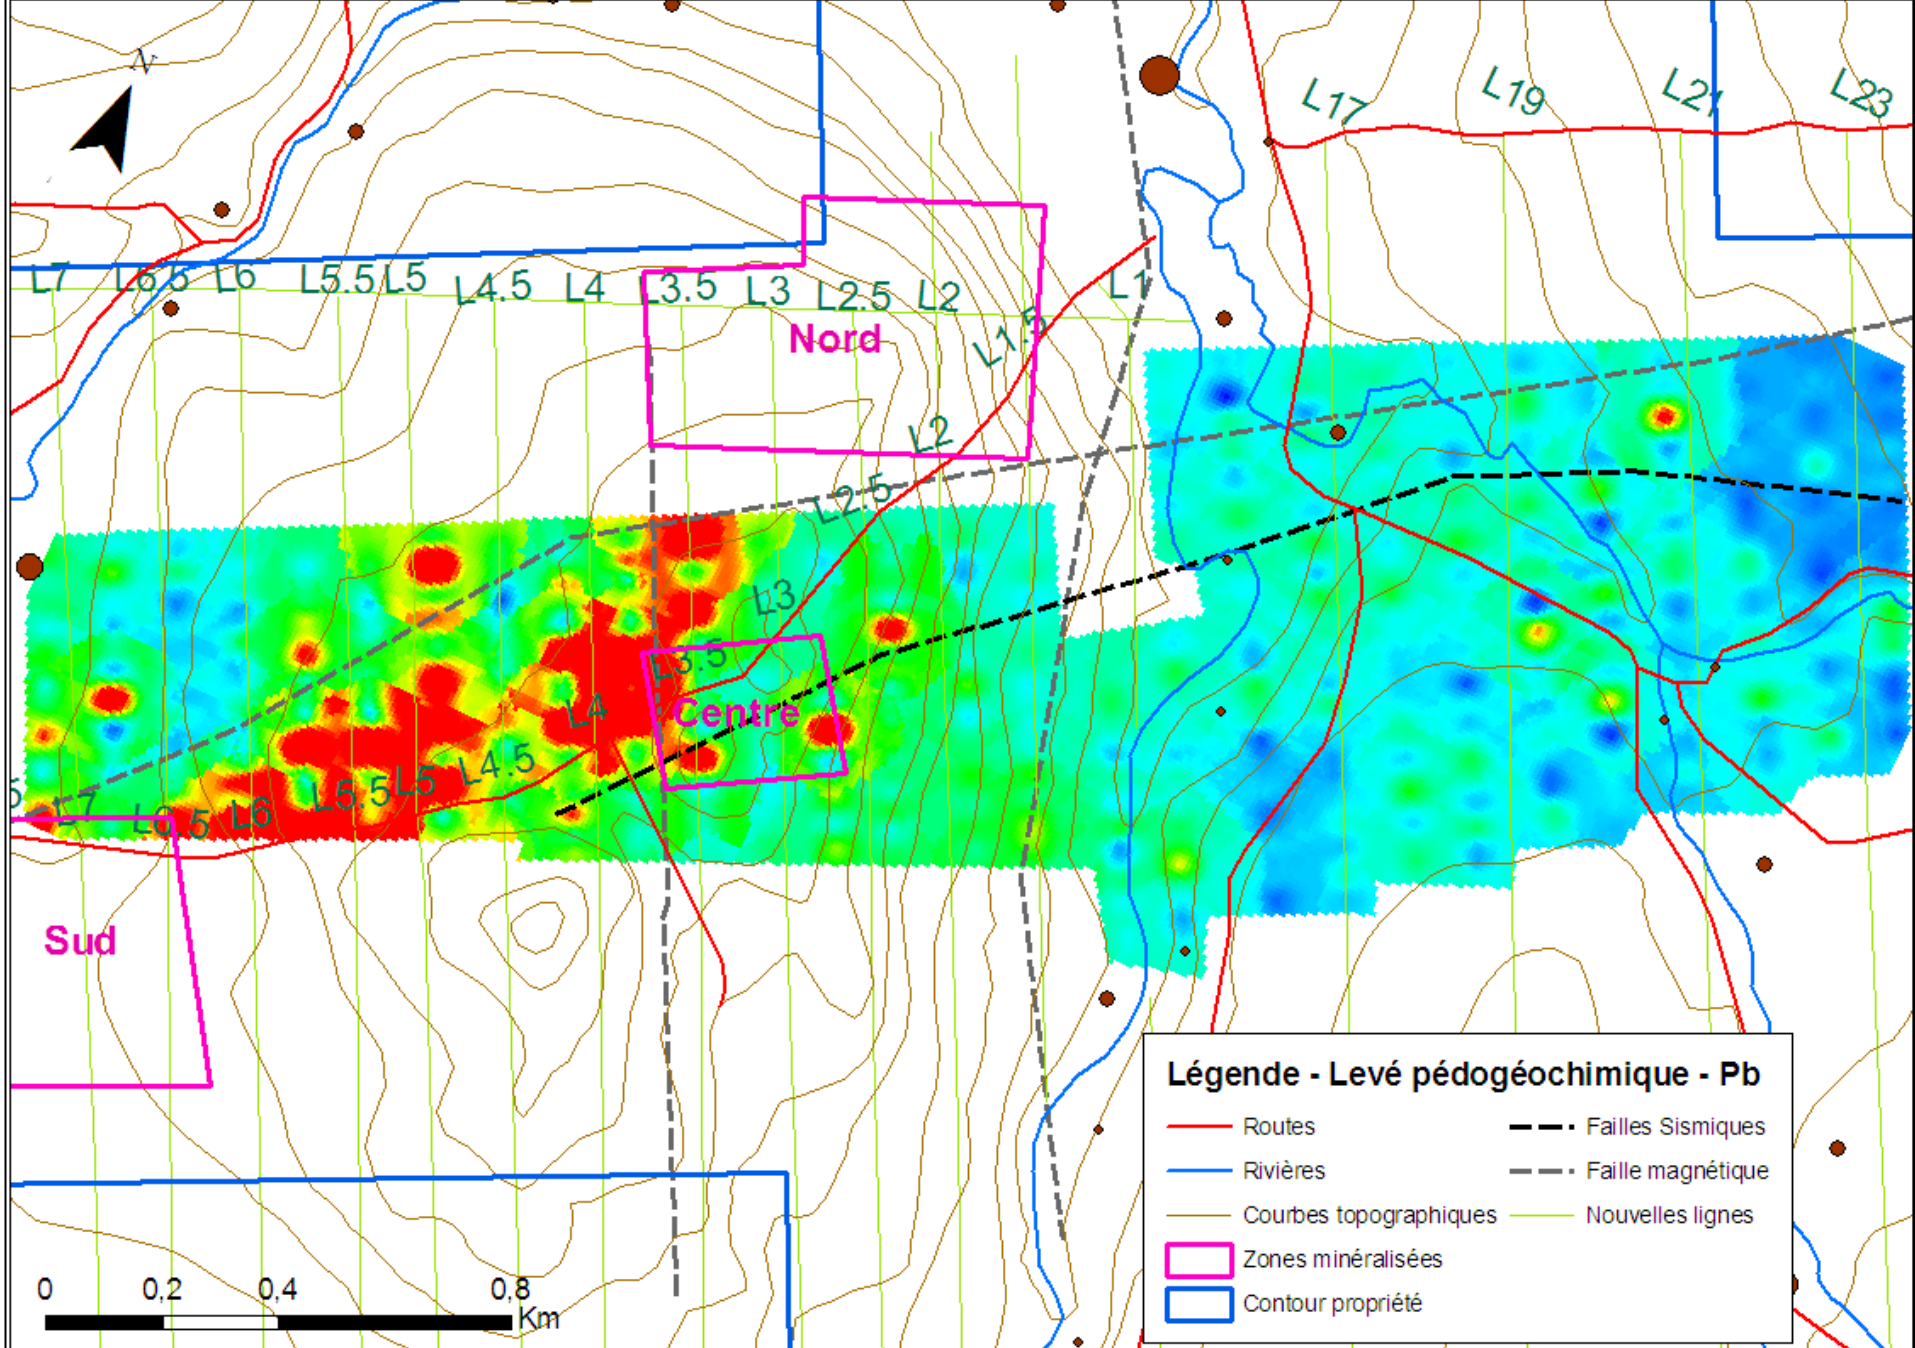 N
L17
L19
L21
L23
L7
L6.5
L6
L5.5
L5
L4.5
L4
L3.5
L3
L2.5
L2
L1.5
L1
Nord
L2
L2.5
L3
L3.5
Centre
L4
L4.5
L5
L5.5
L6
L6.5
L7
5
Sud
0
0,2
0,4
0,8
Km
Légende - Levé pédogéochimique - Pb
Routes
Rivières
Courbes topographiques
Zones minéralisées
Contour propriété
Failles Sismiques
Faille magnétique
Nouvelles lignes